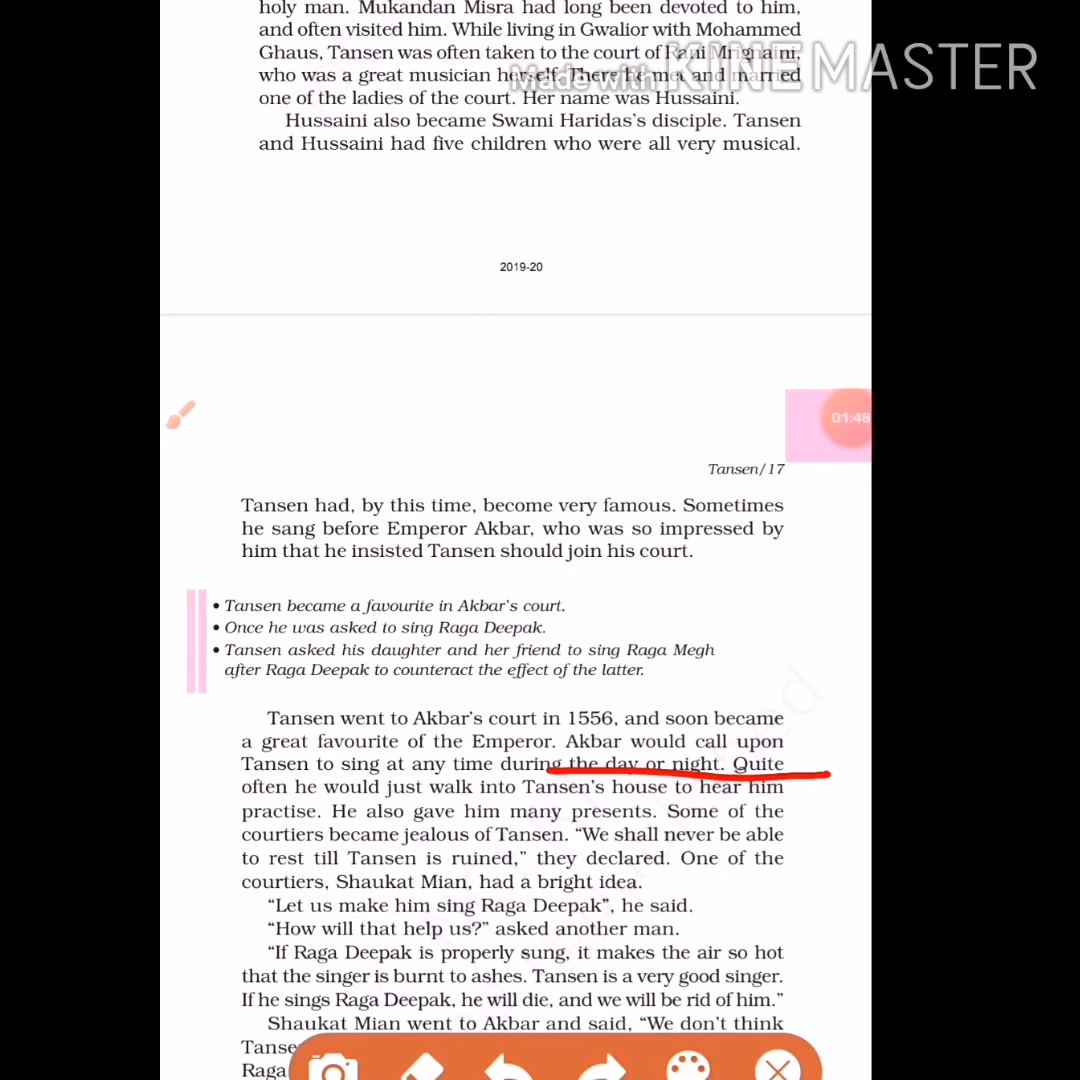 holy man. Mukandan Misra had long been devoted to him,
and often visited him. While living in Gwalior with Mohammed
Ghaus, Tansen was often taken to the court of Rani Mrignaini,
who was a great musician herself. There he met and married
Made with KINEMASTER
one of the ladies of the court. Her name was Hussaini.
Hussaini also became Swami Haridas's disciple. Tansen
and Hussaini had five children who were all very musical.
2019-20
01:48
Tansen/17
Tansen had, by this time, become very famous. Sometimes
he sang before Emperor Akbar, who was so impressed by
him that he insisted Tansen should join his court.
• Tansen became a favourite in Akbar's court.
• Once he was asked to sing Raga Deepak.
• Tansen asked his daughter and her friend to sing Raga Megh
after Raga Deepak to counteract the effect of the latter.
Tansen went to Akbar's court in 1556, and soon became
a great favourite of the Emperor. Akbar would call upon
Tansen to sing at any time during the day or night. Quite
often he would just walk into Tansen's house to hear him
practise. He also gave him many presents. Some of the
courtiers became jealous of Tansen. “We shall never be able
to rest till Tansen is ruined,” they declared. One of the
courtiers, Shaukat Mian, had a bright idea.
“Let us make him sing Raga Deepak”, he said.
“How will that help us?” asked another man.
“If Raga Deepak is properly sung, it makes the air so hot
that the singer is burnt to ashes. Tansen is a very good singer.
If he sings Raga Deepak, he will die, and we will be rid of him.”
Shaukat Mian went to Akbar and said, “We don't think
Tanse
Raga